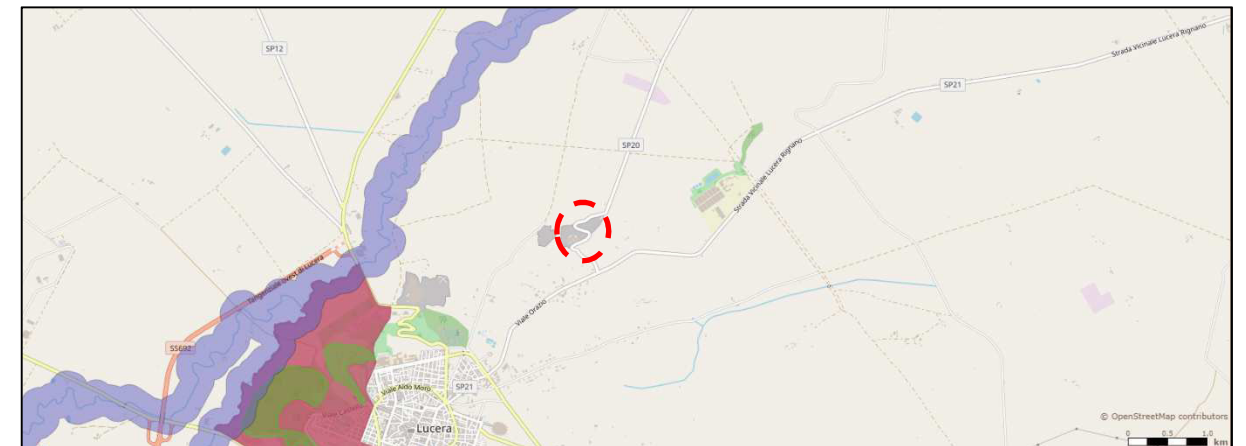 SP12
Strada Vicinale Lucera Rignano
SP21
SP20
Strada Vicinale Lucera Rignano
Tangenziale ovest di Lucera
Viale Orazio
SS692
Viale Aldo Moro
SP21
Lucera
© OpenStreetMap contributors
0 0.5 1.0
km